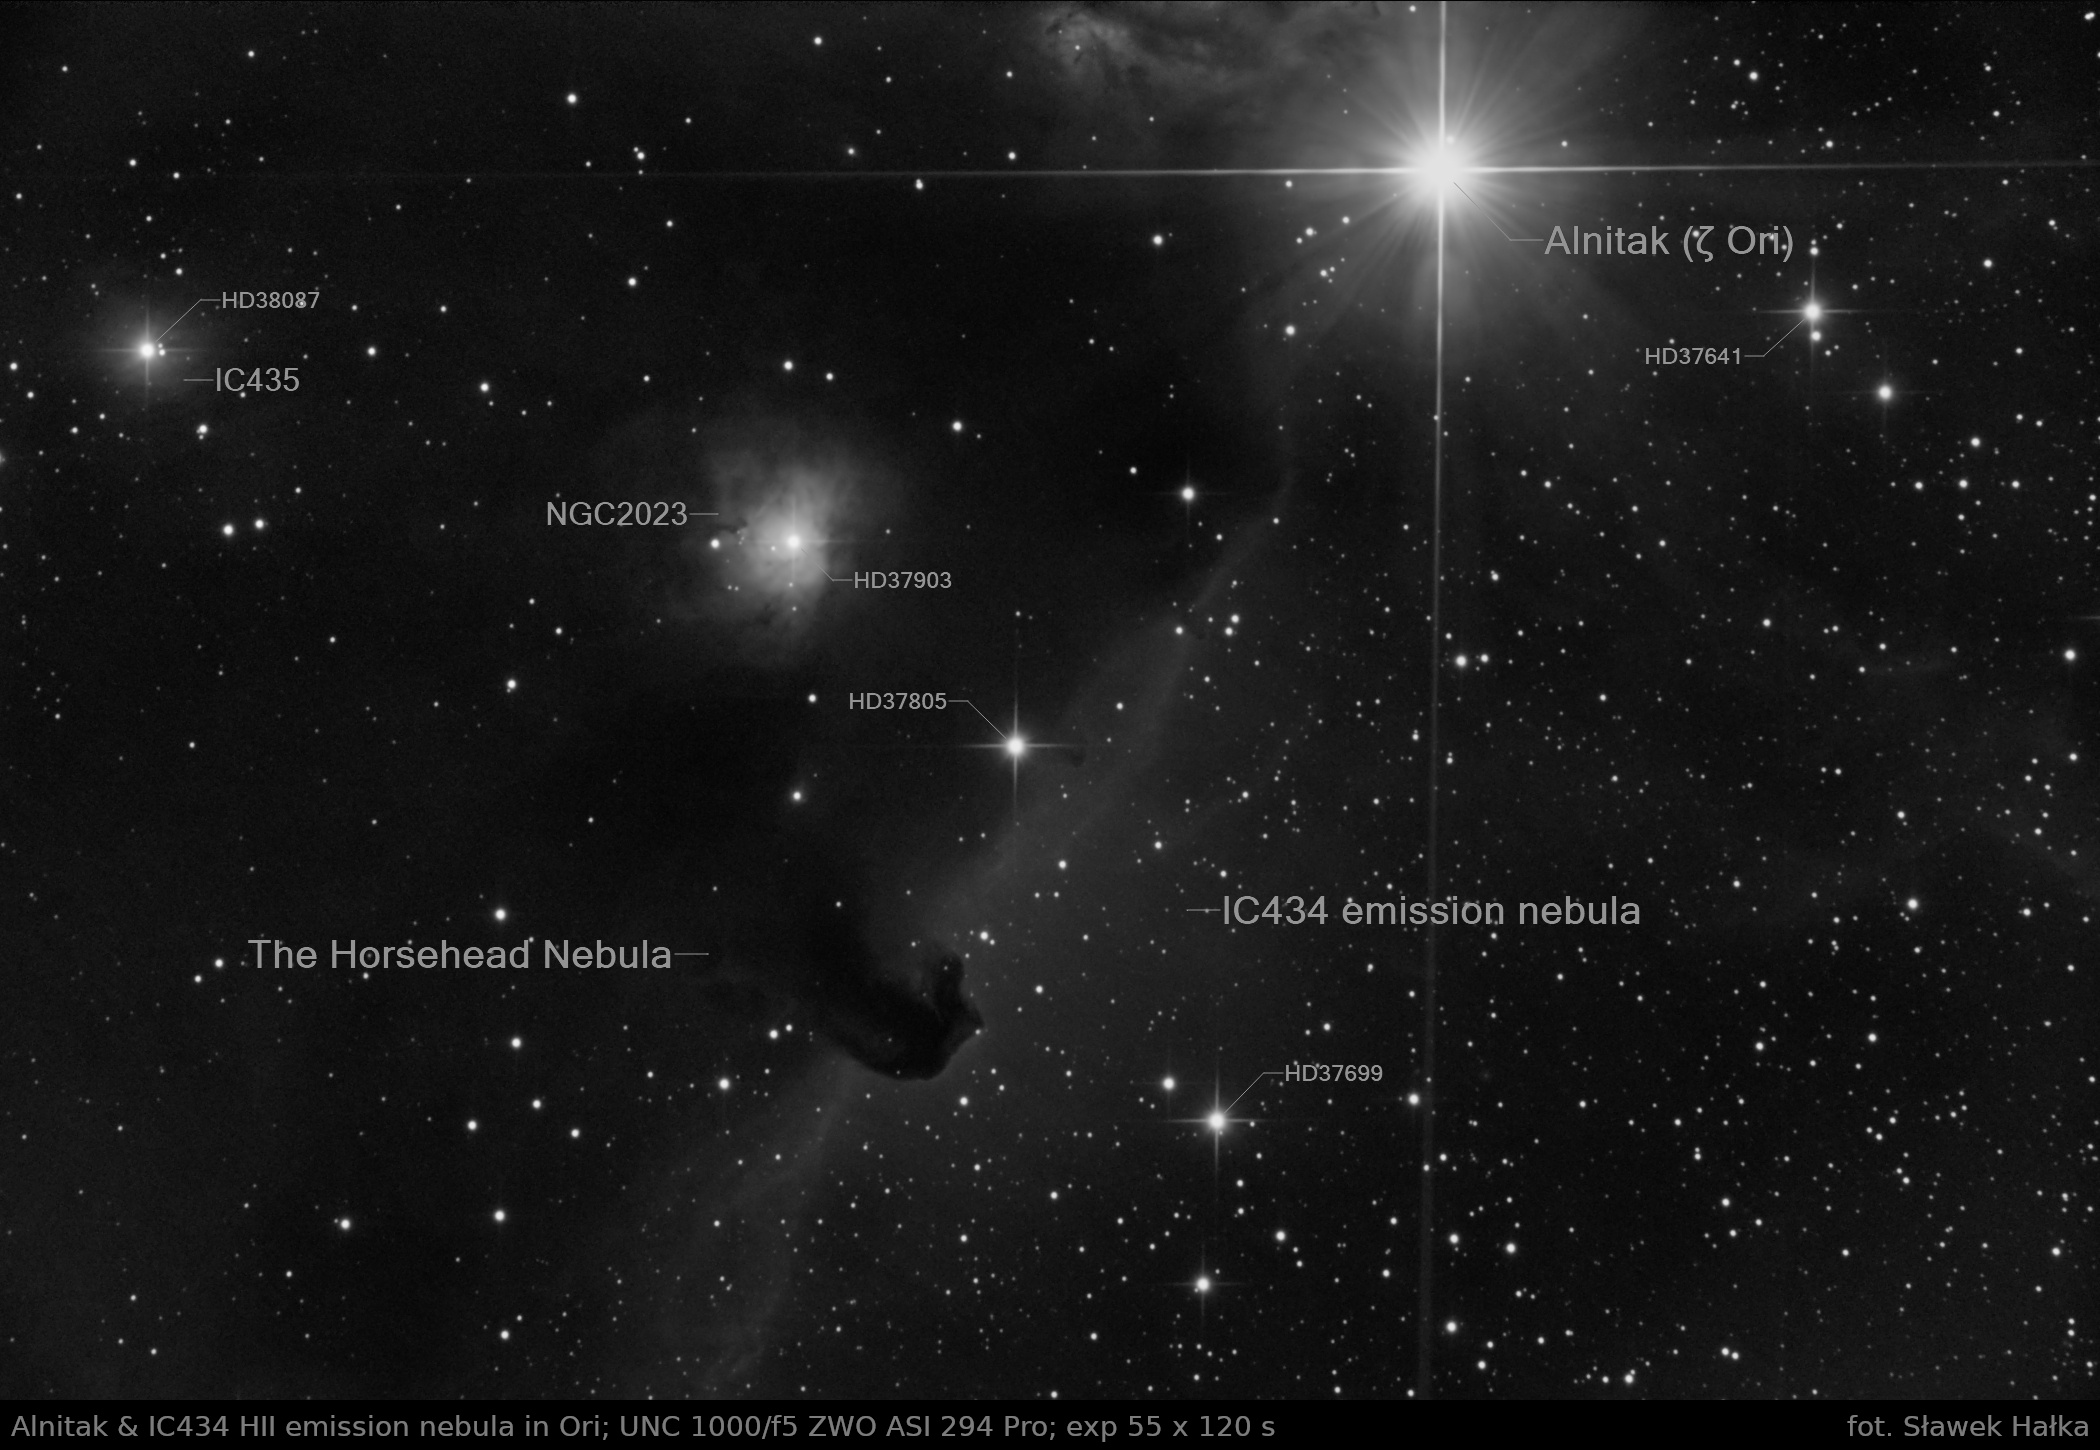 Alnitak (ζ Ori)
HD38087
HD37641
IC435
NGC2023
HD37903
HD37805
IC434 emission nebula
The Horsehead Nebula
HD37699
Alnitak & IC434 HII emission nebula in Ori; UNC 1000/f5 ZWO ASI 294 Pro; exp 55 x 120 s
fot. Sławek Hałka